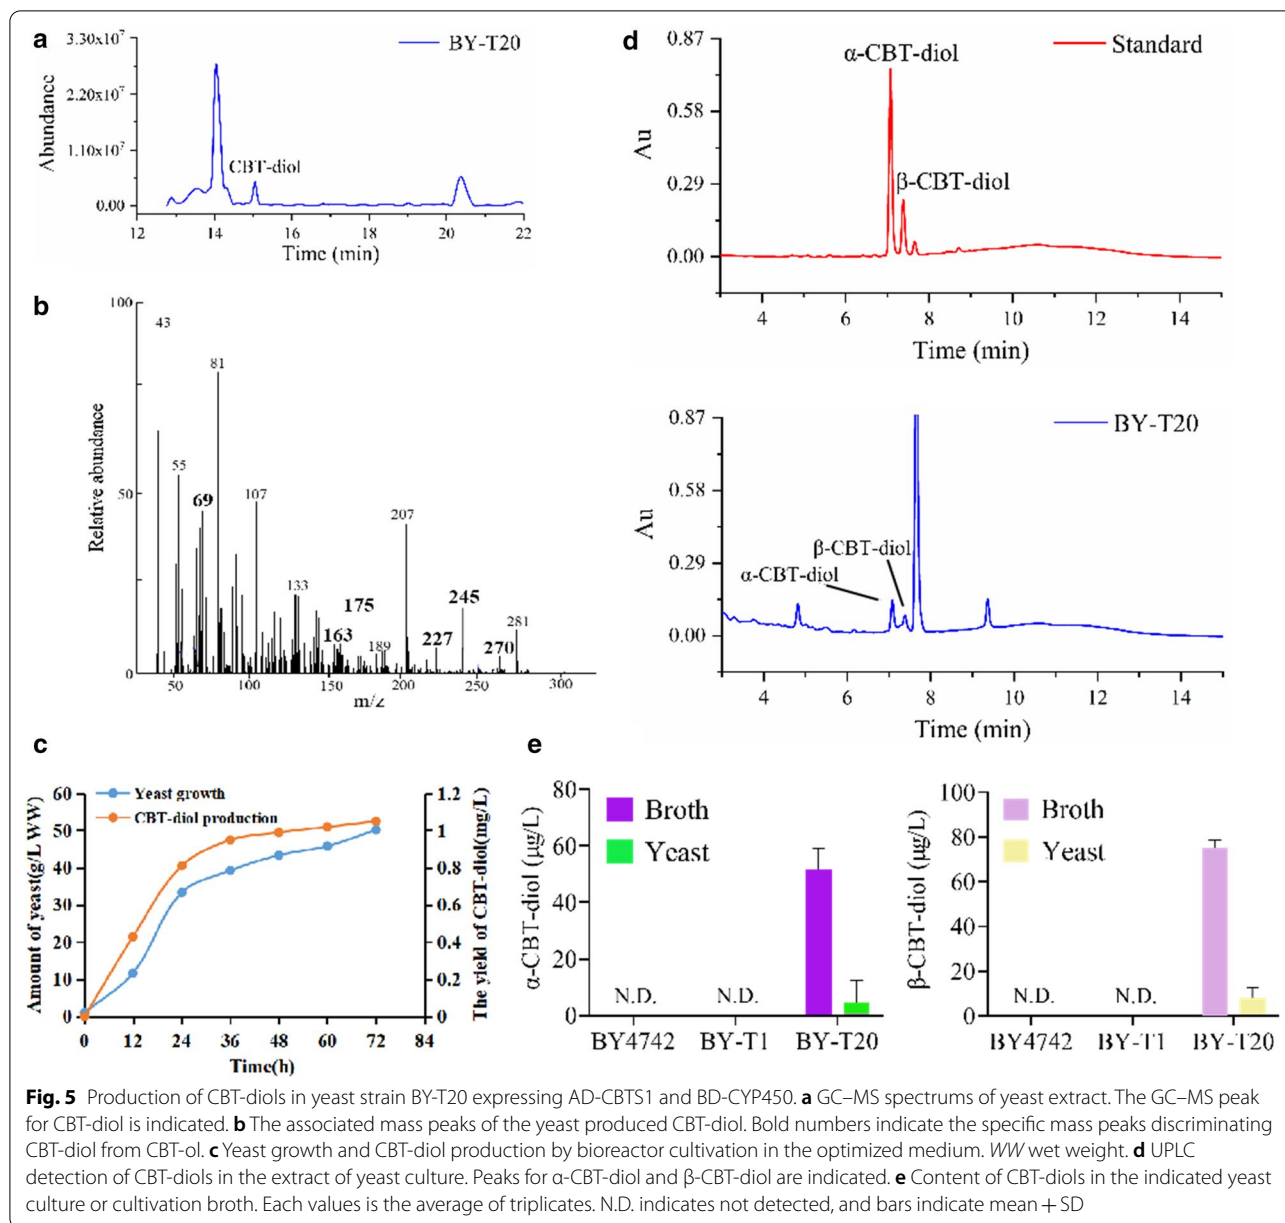 a
BY-T20
3.30x10⁷
2.20x10⁷
1.10x10⁷
0.00
Abundance
CBT-diol
12 14 16 18 20 22
Time (min)
b
100
50
0
Relative abundance
43
81
55
69
107
207
133
175
163
189
245
227
270
281
50 100 150 200 250 300
m/z
c
Yeast growth
CBT-diol production
60
50
40
30
20
10
0
Amount of yeast(g/L WW)
1.2
1
0.8
0.6
0.4
0.2
0
The yield of CBT-diol(mg/L)
0 12 24 36 48 60 72 84
Time(h)
d
Standard
0.87
0.58
0.29
0.00
Au
α-CBT-diol
β-CBT-diol
4 6 8 10 12 14
Time (min)
BY-T20
0.87
0.58
0.29
0.00
Au
β-CBT-diol
α-CBT-diol
4 6 8 10 12 14
Time (min)
e
80
60
40
20
0
α-CBT-diol (μg/L)
Broth
Yeast
N.D. N.D.
BY4742 BY-T1 BY-T20
100
80
60
40
20
0
β-CBT-diol (μg/L)
Broth
Yeast
N.D. N.D.
BY4742 BY-T1 BY-T20
Fig. 5 Production of CBT-diols in yeast strain BY-T20 expressing AD-CBTS1 and BD-CYP450. a GC–MS spectrums of yeast extract. The GC–MS peak
for CBT-diol is indicated. b The associated mass peaks of the yeast produced CBT-diol. Bold numbers indicate the specific mass peaks discriminating
CBT-diol from CBT-ol. c Yeast growth and CBT-diol production by bioreactor cultivation in the optimized medium. WW wet weight. d UPLC
detection of CBT-diols in the extract of yeast culture. Peaks for α-CBT-diol and β-CBT-diol are indicated. e Content of CBT-diols in the indicated yeast
culture or cultivation broth. Each values is the average of triplicates. N.D. indicates not detected, and bars indicate mean + SD